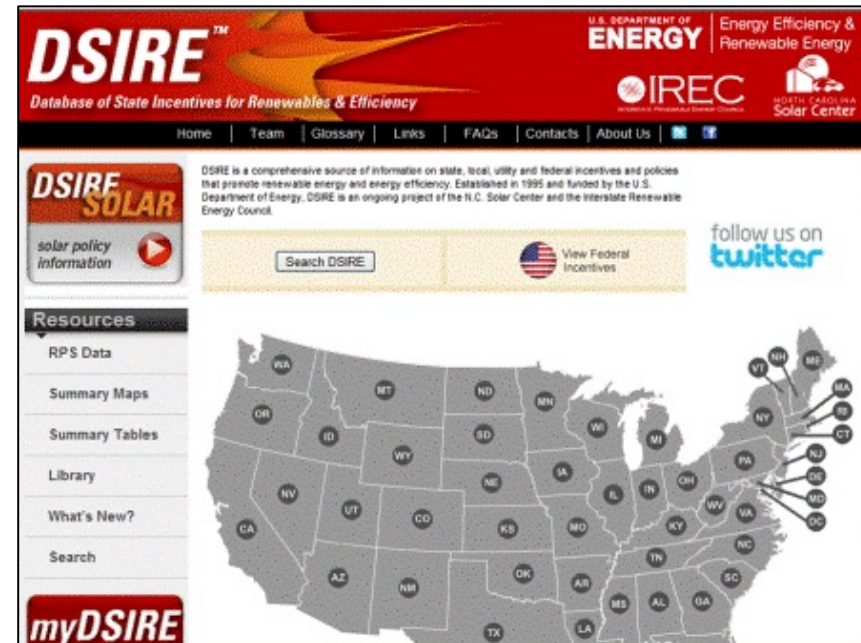 DSIRE™
Database of State Incentives for Renewables & Efficiency
U.S. DEPARTMENT OF
ENERGY
Energy Efficiency &
Renewable Energy
IREC
INTERSTATE RENEWABLE ENERGY COUNCIL
NORTH CAROLINA
Solar Center
Home | Team | Glossary | Links | FAQs | Contacts | About Us |
DSIRE
SOLAR
solar policy
information
DSIRE is a comprehensive source of information on state, local, utility and federal incentives and policies
that promote renewable energy and energy efficiency. Established in 1995 and funded by the U.S.
Department of Energy, DSIRE is an ongoing project of the N.C. Solar Center and the Interstate Renewable
Energy Council.
Search DSIRE
View Federal
Incentives
follow us on
twitter
Resources
RPS Data
Summary Maps
Summary Tables
Library
What's New?
Search
myDSIRE
WA
MT
ND
MN
VT
NH
ME
OR
ID
SD
WI
MI
NY
MA
RI
CT
WY
NE
IA
PA
NJ
NV
UT
CO
IL
IN
OH
DE
MD
DC
CA
KS
MO
KY
WV
VA
AZ
NM
OK
AR
TN
NC
SC
TX
LA
MS
AL
GA